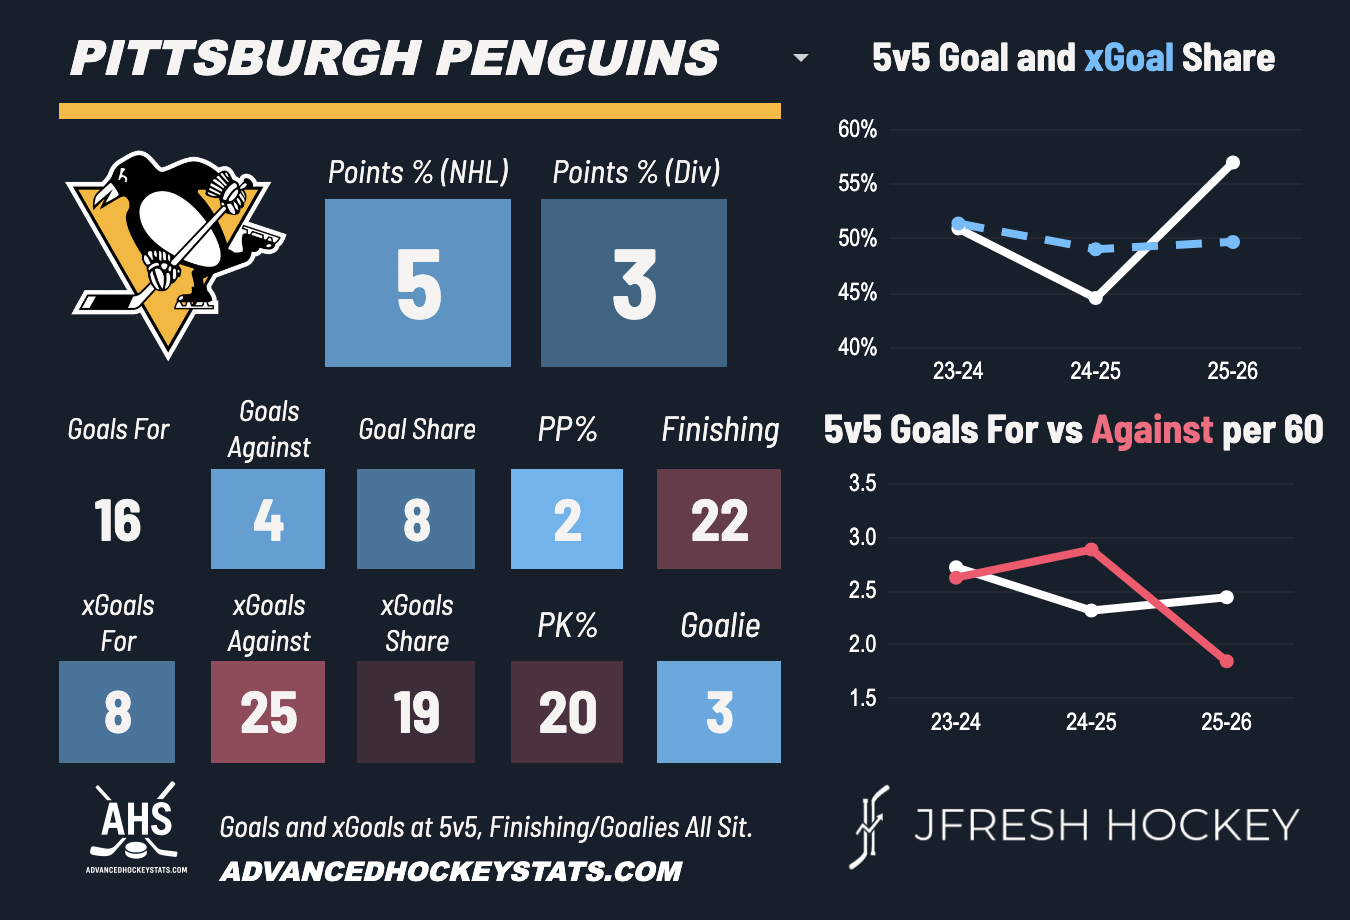 PITTSBURGH PENGUINS
Points % (NHL)
Points % (Div)
5
3
Goals For
Goals
Against
Goal Share
PP%
Finishing
16
4
8
2
22
xGoals
For
xGoals
Against
xGoals
Share
PK%
Goalie
8
25
19
20
3
AHS
ADVANCEDHOCKEYSTATS.COM
Goals and xGoals at 5v5, Finishing/Goalies All Sit.
ADVANCEDHOCKEYSTATS.COM
5v5 Goal and xGoal Share
60%
55%
50%
45%
40%
23-24
24-25
25-26
5v5 Goals For vs Against per 60
3.5
3.0
2.5
2.0
1.5
23-24
24-25
25-26
JFRESH HOCKEY